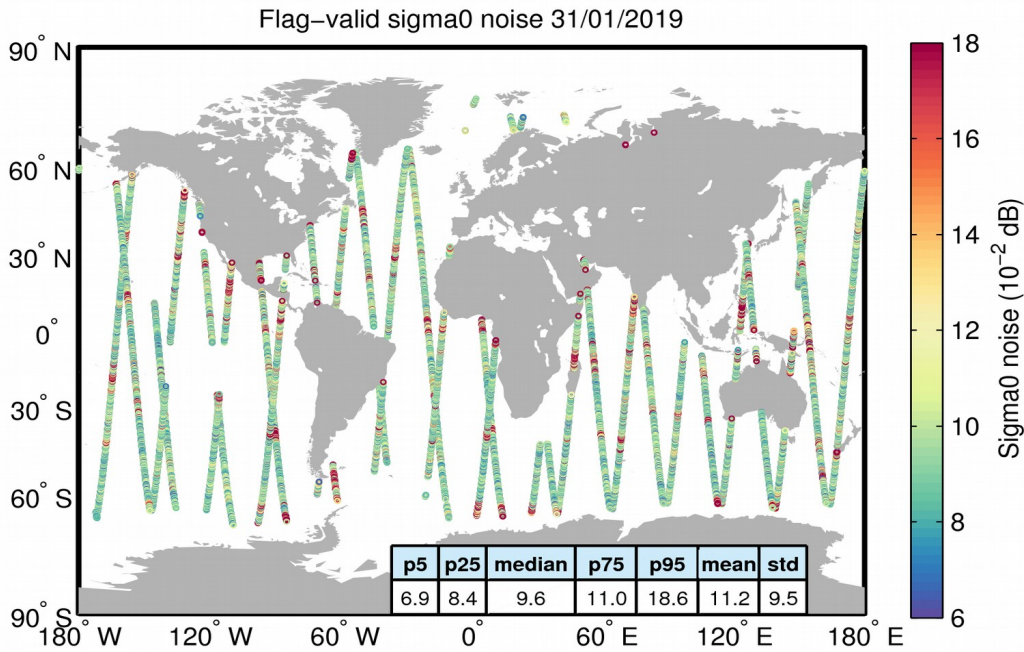 Flag−valid sigma0 noise 31/01/2019
90° N
60° N
30° N
0°
30° S
60° S
90° S
180° W 120° W 60° W 0° 60° E 120° E 180° E
p5 p25 median p75 p95 mean std
6.9 8.4 9.6 11.0 18.6 11.2 9.5
18
16
14
12
10
8
6
Sigma0 noise (10⁻² dB)